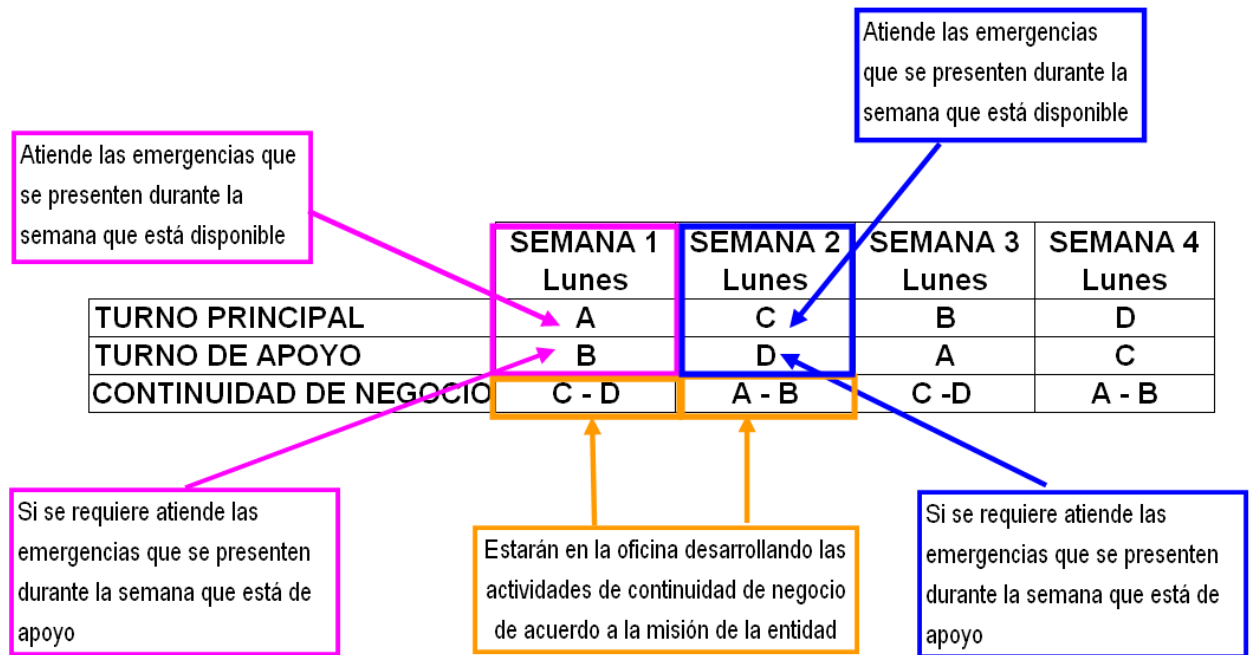 Atiende las emergencias
que se presenten durante la
semana que está disponible
Atiende las emergencias que
se presenten durante la
semana que está disponible
SEMANA 1 SEMANA 2 SEMANA 3 SEMANA 4
Lunes Lunes Lunes Lunes
TURNO PRINCIPAL A C B D
TURNO DE APOYO B D A C
CONTINUIDAD DE NEGOCIO C - D A - B C -D A - B
Si se requiere atiende las
emergencias que se presenten
durante la semana que está de
apoyo
Estarán en la oficina desarrollando las
actividades de continuidad de negocio
de acuerdo a la misión de la entidad
Si se requiere atiende las
emergencias que se presenten
durante la semana que está de
apoyo